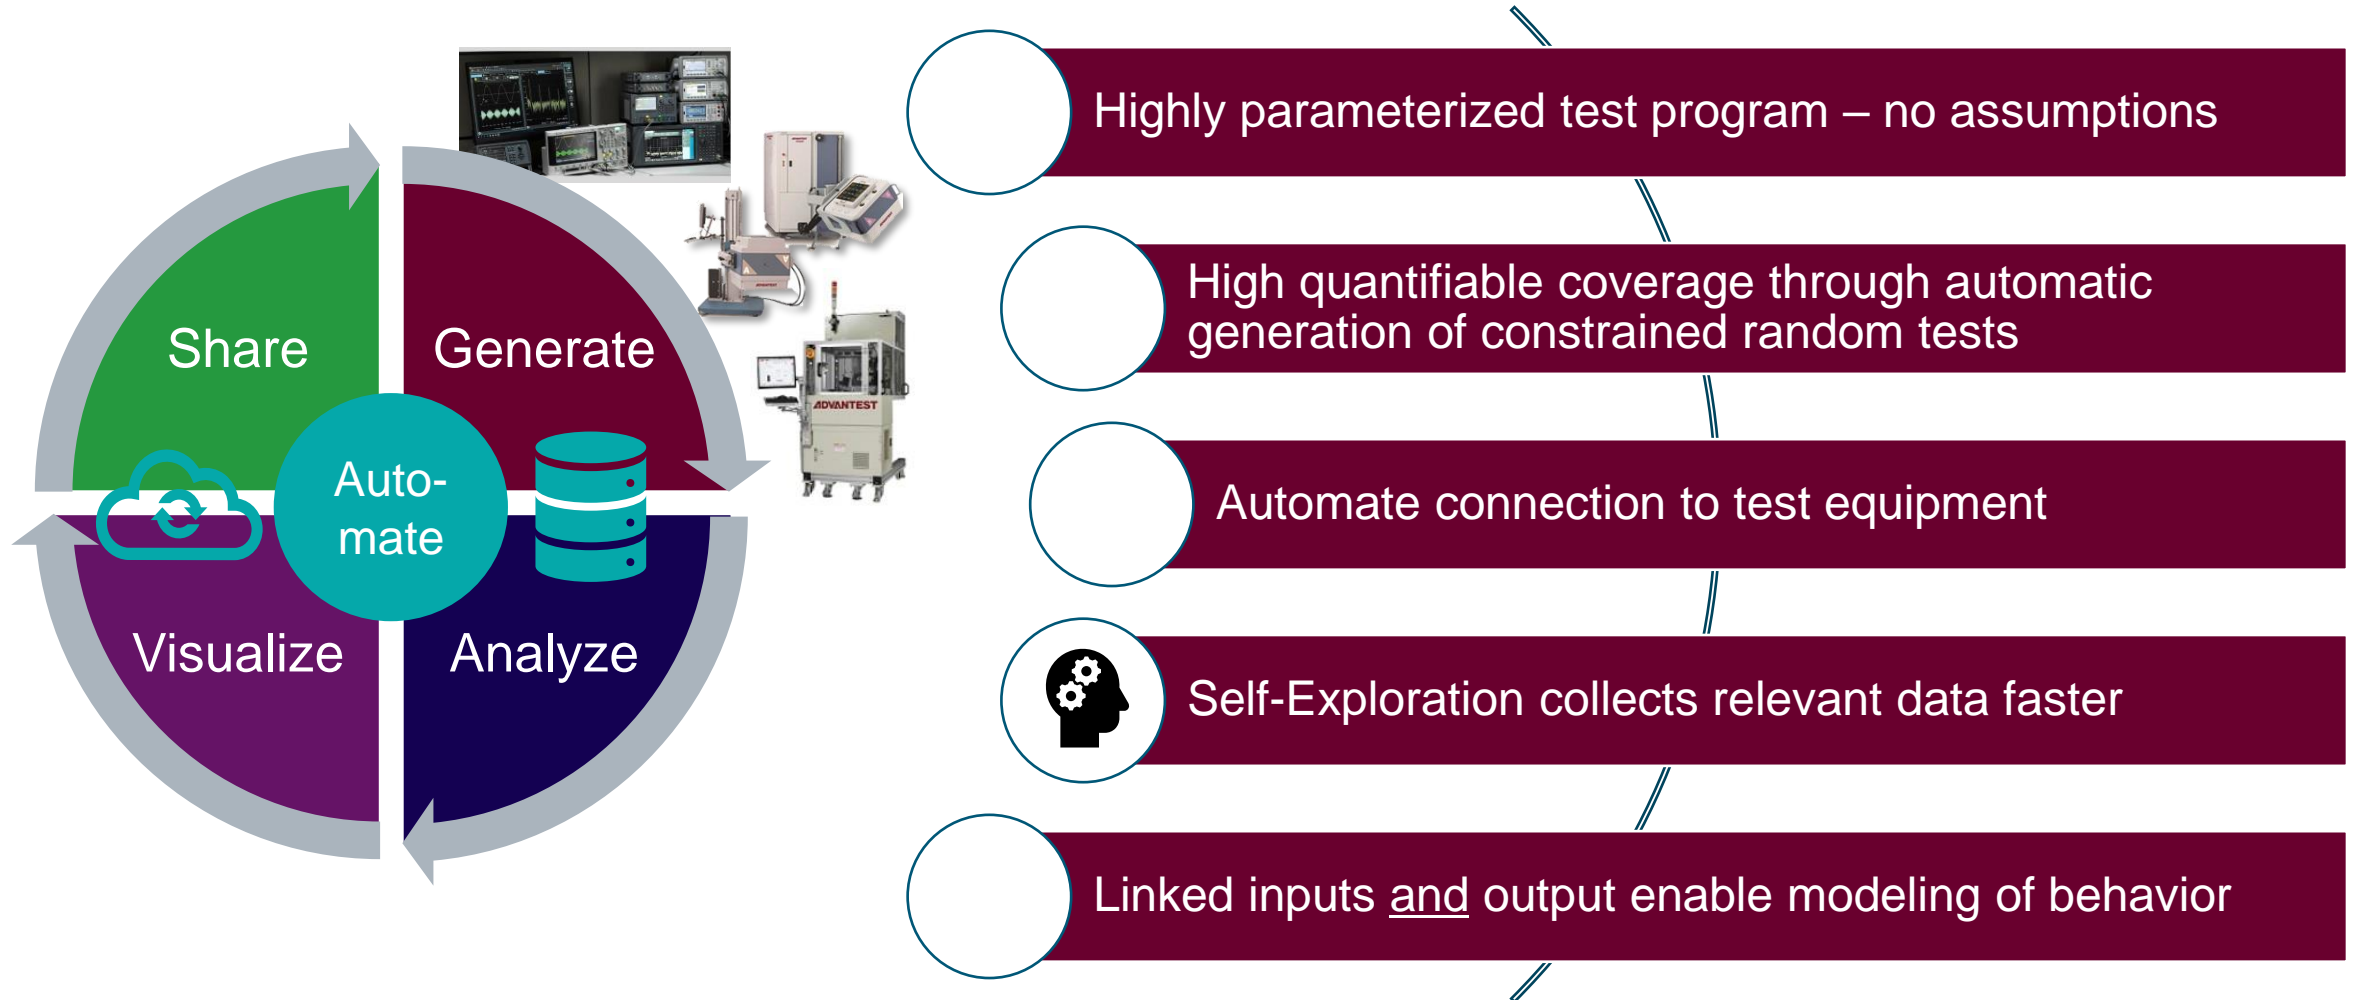 Share
Generate
Auto-
mate
Visualize
Analyze
ADVANTEST
Highly parameterized test program – no assumptions
High quantifiable coverage through automatic
generation of constrained random tests
Automate connection to test equipment
Self-Exploration collects relevant data faster
Linked inputs and output enable modeling of behavior